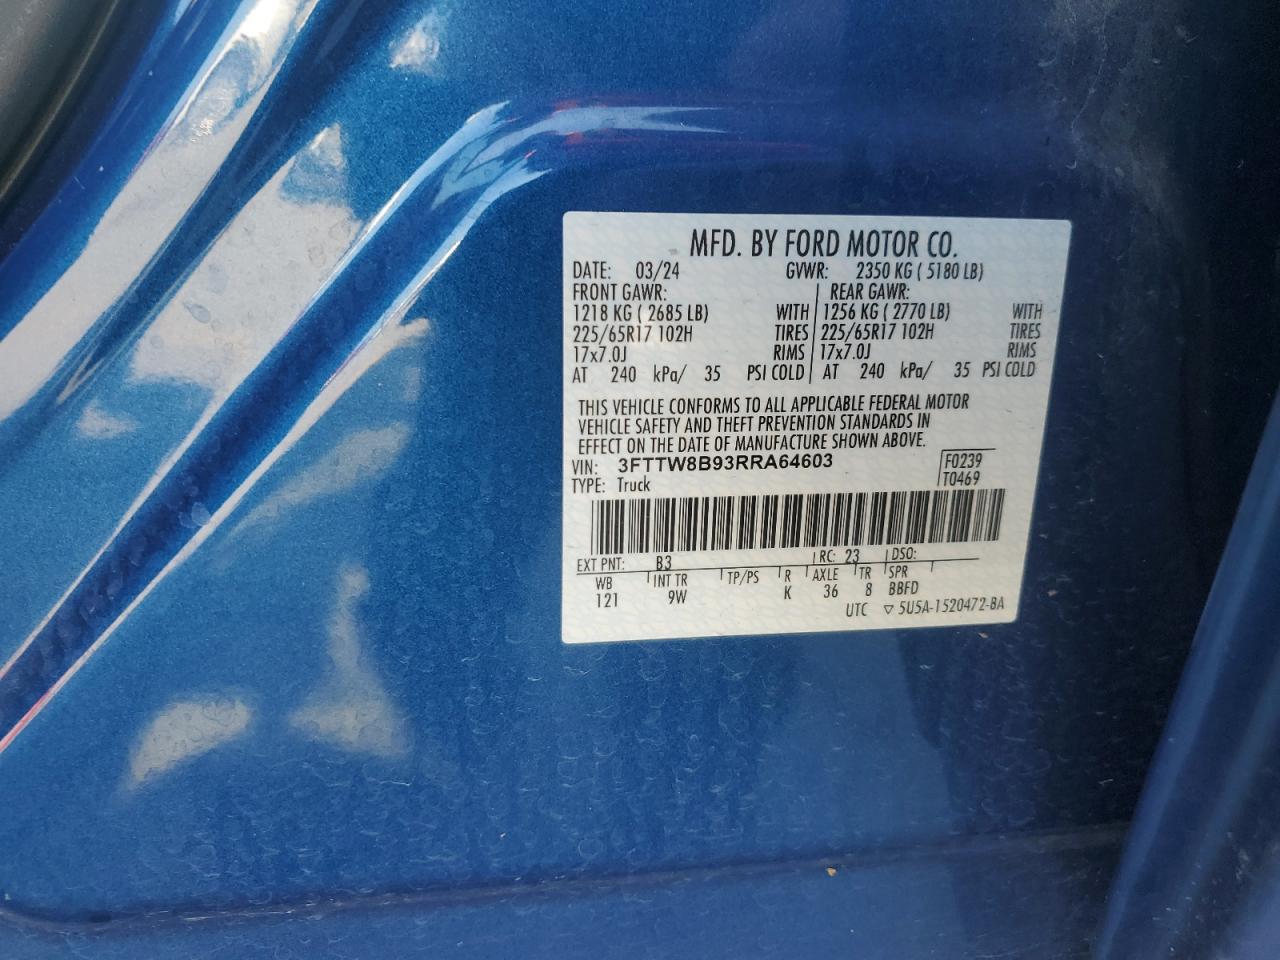 MFD. BY FORD MOTOR CO.
DATE: 03/24 GVWR: 2350 KG ( 5180 LB)
FRONT GAWR: REAR GAWR:
1218 KG ( 2685 LB) WITH 1256 KG ( 2770 LB) WITH
225/65R17 102H TIRES 225/65R17 102H TIRES
17x7.0J RIMS 17x7.0J RIMS
AT 240 kPa/ 35 PSI COLD AT 240 kPa/ 35 PSI COLD
THIS VEHICLE CONFORMS TO ALL APPLICABLE FEDERAL MOTOR
VEHICLE SAFETY AND THEFT PREVENTION STANDARDS IN
EFFECT ON THE DATE OF MANUFACTURE SHOWN ABOVE.
VIN: 3FTTW8B93RRA64603 F0239
TYPE: Truck T0469
EXT PNT: B3 RC: 23 DSO:
WB INT TR TP/PS R AXLE TR SPR
121 9W K 36 8 BBFD
UTC ▽ 5U5A-1520472-BA